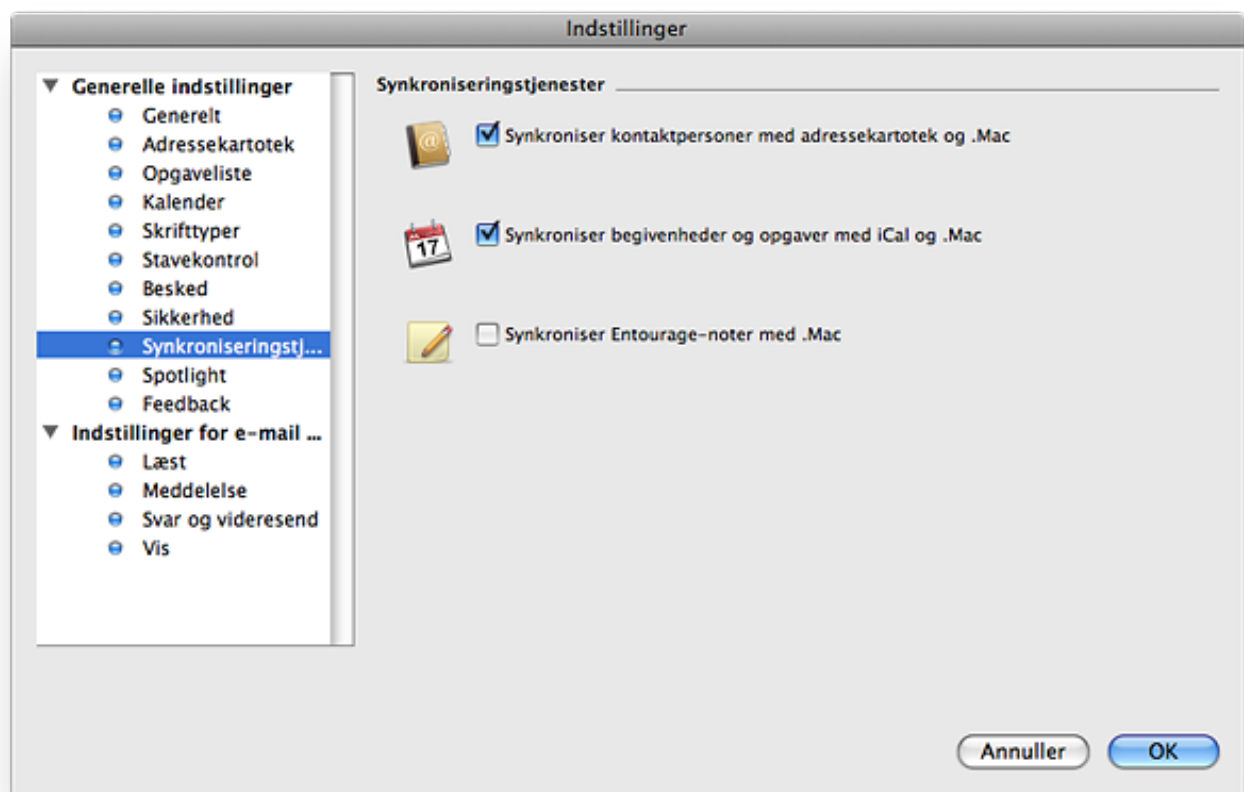 Indstillinger
Generelle indstillinger
Generelt
Adressekartotek
Opgaveliste
Kalender
Skrifttyper
Stavekontrol
Besked
Sikkerhed
Synkroniseringstj...
Spotlight
Feedback
Indstillinger for e-mail ...
Læst
Meddelelse
Svar og videresend
Vis
Synkroniseringstjenester
Synkroniser kontaktpersoner med adressekartotek og .Mac
17
Synkroniser begivenheder og opgaver med iCal og .Mac
Synkroniser Entourage-noter med .Mac
Annuller
OK